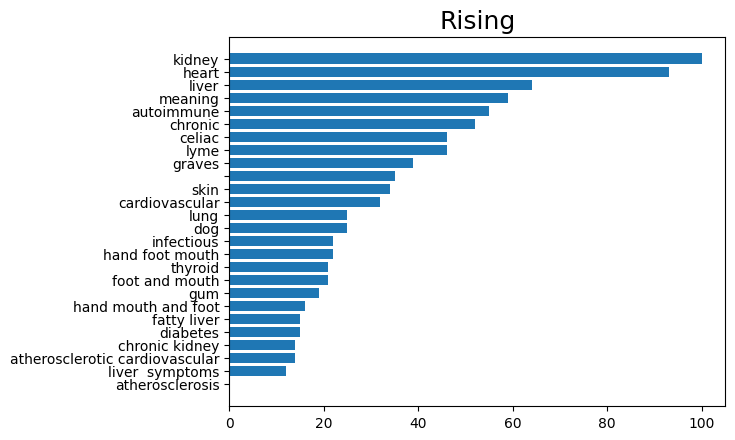 Rising
kidney
heart
liver
meaning
autoimmune
chronic
celiac
lyme
graves
skin
cardiovascular
lung
dog
infectious
hand foot mouth
thyroid
foot and mouth
gum
hand mouth and foot
fatty liver
diabetes
chronic kidney
atherosclerotic cardiovascular
liver  symptoms
atherosclerosis
0 20 40 60 80 100